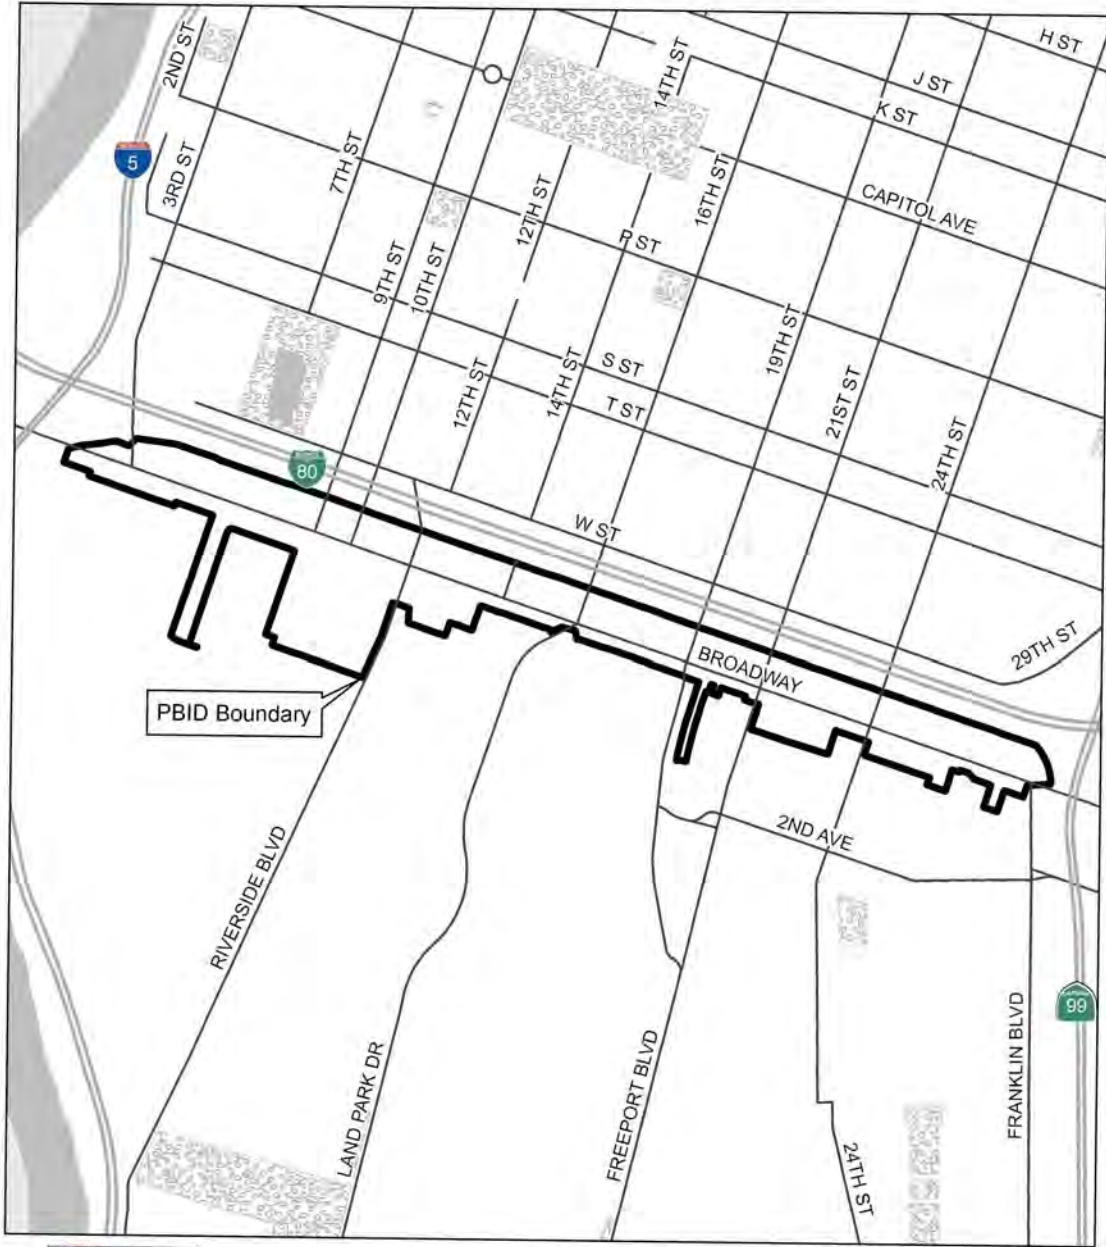 H ST
2ND ST
J ST
14TH ST
K ST
5
3RD ST
7TH ST
16TH ST
CAPITOL AVE
12TH ST
P ST
9TH ST
10TH ST
19TH ST
S ST
14TH ST
12TH ST
T ST
21ST ST
24TH ST
80
W ST
29TH ST
BROADWAY
PBID Boundary
2ND AVE
RIVERSIDE BLVD
99
FRANKLIN BLVD
LAND PARK DR
FREEPORT BLVD
24TH ST